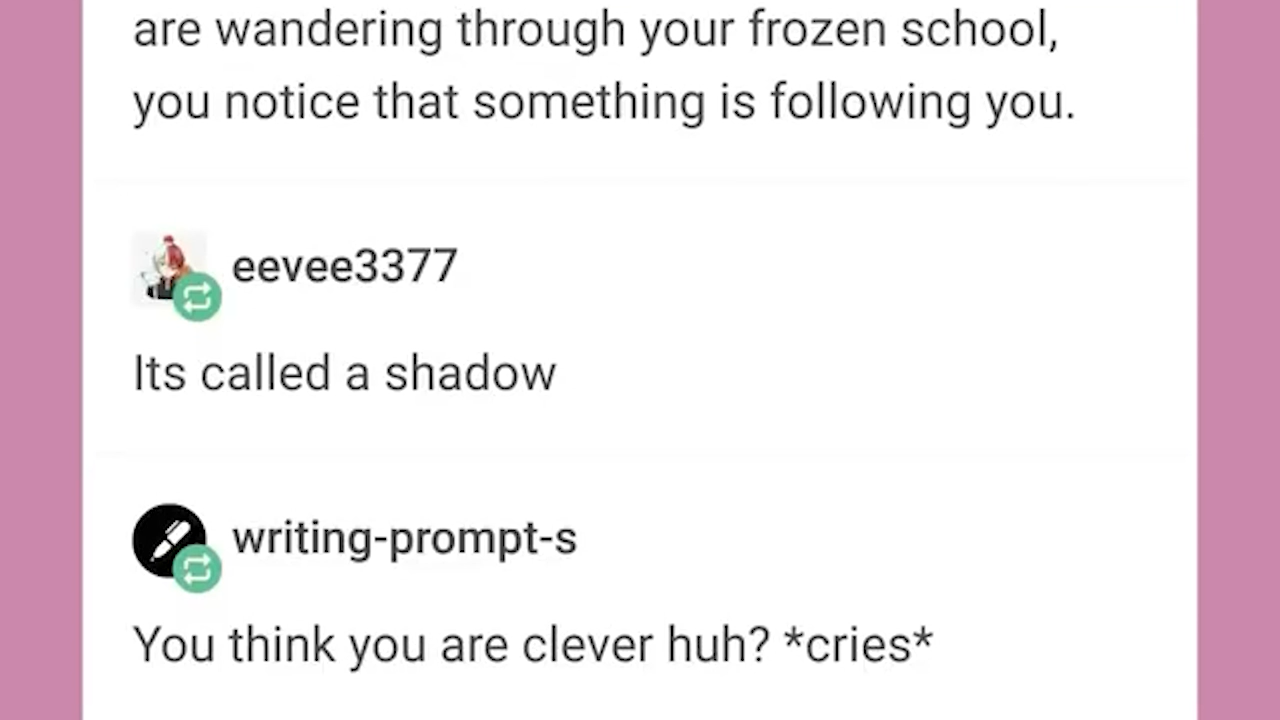 are wandering through your frozen school,
you notice that something is following you.
eevee3377
Its called a shadow
writing-prompt-s
You think you are clever huh? *cries*